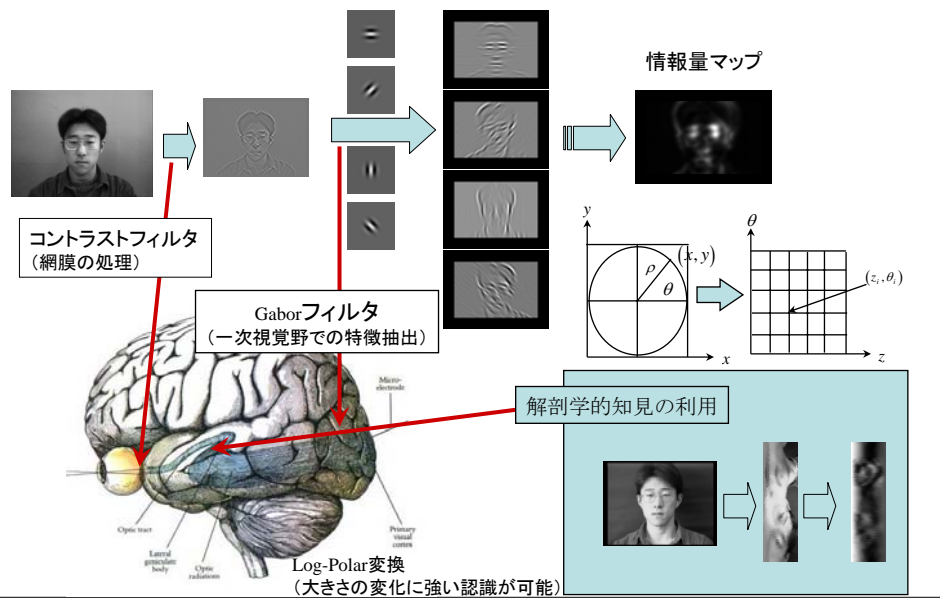 情報量マップ
コントラストフィルタ
(網膜の処理)
Gaborフィルタ
(一次視覚野での特徴抽出)
y
(x, y)
ρ
θ
x
θ
(zᵢ, θᵢ)
z
解剖学的知見の利用
Micro-
electrode
Optic tract
Lateral
geniculate
body
Optic
radiations
Primary
visual
cortex
Log-Polar変換
(大きさの変化に強い認識が可能)